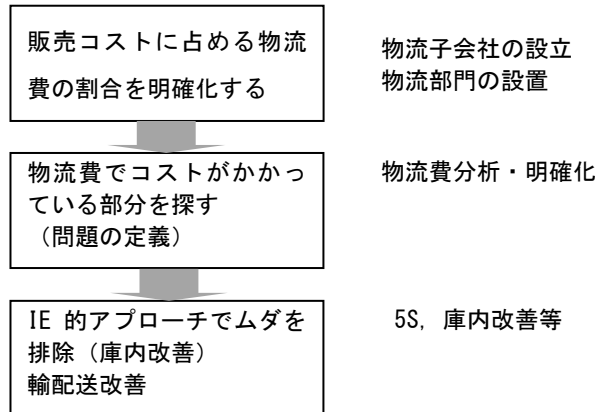 販売コストに占める物流
費の割合を明確化する
物流子会社の設立
物流部門の設置
物流費でコストがかかっ
ている部分を探す
（問題の定義）
物流費分析・明確化
IE 的アプローチでムダを
排除（庫内改善）
輸配送改善
5S, 庫内改善等